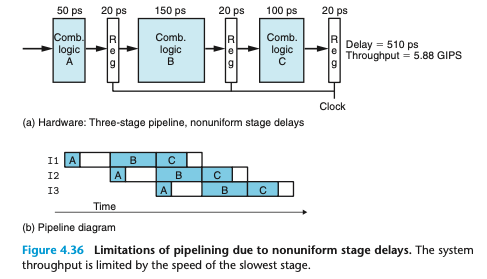 50 ps 20 ps 150 ps 20 ps 100 ps 20 ps
Comb. logic A
Reg
Comb. logic B
Reg
Comb. logic C
Reg
Delay = 510 ps
Throughput = 5.88 GIPS
Clock
(a) Hardware: Three-stage pipeline, nonuniform stage delays
I1 A B C
I2 A B C
I3 A B C
Time
(b) Pipeline diagram
Figure 4.36 Limitations of pipelining due to nonuniform stage delays. The system
throughput is limited by the speed of the slowest stage.